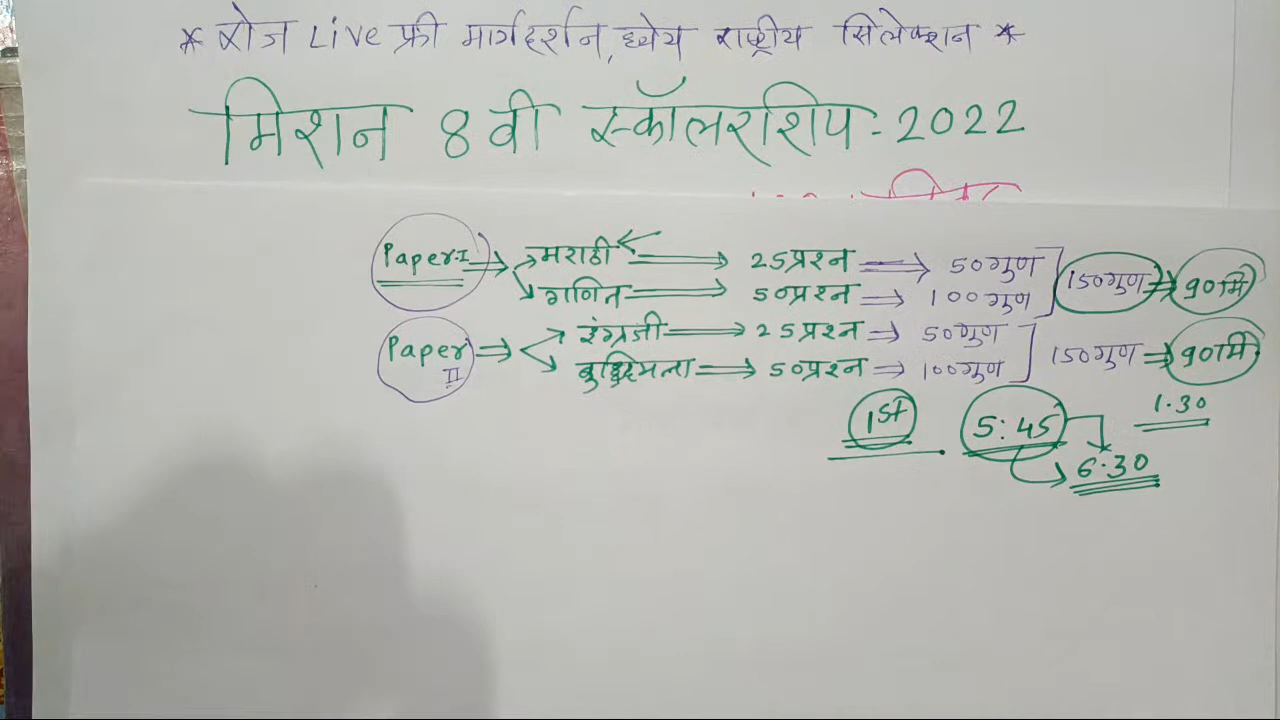 * रोज Live फ्री मार्गदर्शन, ध्येय राष्ट्रीय सिलेक्शन *
मिशन 8 वी स्कॉलरशिप - 2022
Paper-I → मराठी → 25 प्रश्न → 50 गुण
गणित → 50 प्रश्न → 100 गुण
150 गुण → 90 मि
Paper II → इंग्रजी → 25 प्रश्न → 50 गुण
बुद्धिमत्ता → 50 प्रश्न → 100 गुण
150 गुण → 90 मि
1st 5:45 1.30
6.30